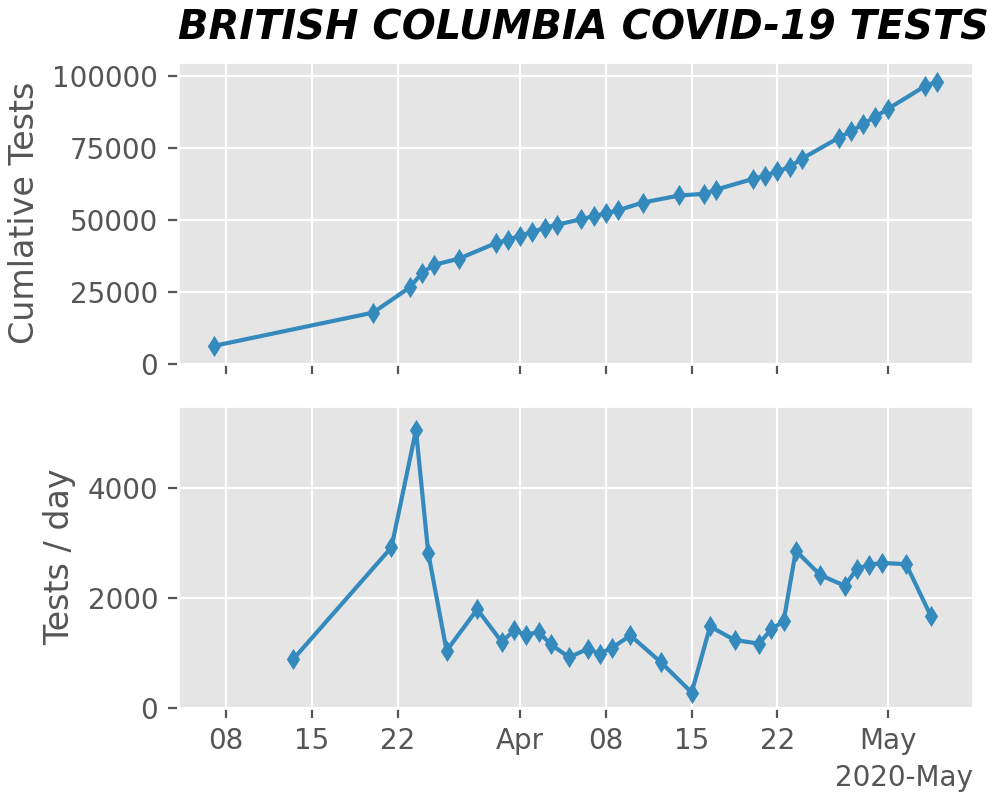 BRITISH COLUMBIA COVID-19 TESTS
Cumlative Tests
100000
75000
50000
25000
0
Tests / day
4000
2000
0
08 15 22 Apr 08 15 22 May
2020-May